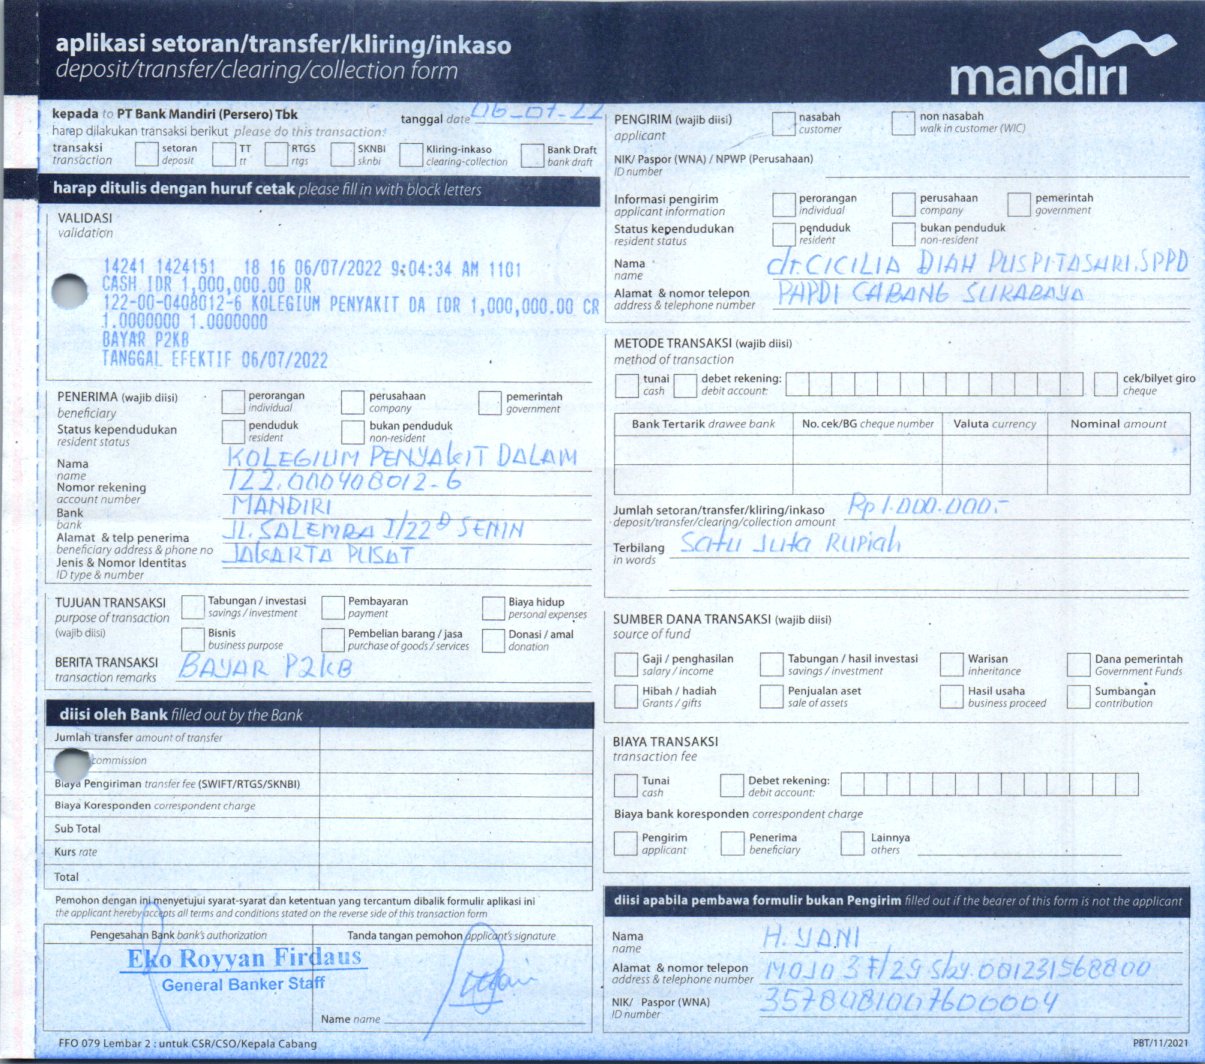 aplikasi setoran/transfer/kliring/inkaso
deposit/transfer/clearing/collection form
mandırı
kepada to PT Bank Mandiri (Persero) Tbk
tanggal date 06-07-22
harap dilakukan transaksi berikut please do this transaction:
transaksi
transaction
setoran
deposit
TT
tt
RTGS
rtgs
SKNBI
sknbi
Kliring-inkaso
clearing-collection
Bank Draft
bank draft
harap ditulis dengan huruf cetak please fill in with block letters
VALIDASI
validation
14241 1424151 18 16 06/07/2022 9:04:34 AM 1101
CASH IDR 1,000,000.00 DR
122-00-0408012-6 KOLEGIUM PENYAKIT DA IDR 1,000,000.00 CR
1.0000000 1.0000000
BAYAR P2KB
TANGGAL EFEKTIF 06/07/2022
PENERIMA (wajib diisi)
beneficiary
perorangan
individual
perusahaan
company
pemerintah
government
Status kependudukan
resident status
penduduk
resident
bukan penduduk
non-resident
Nama
name
KOLEGIUM PENYAKIT DALAM
Nomor rekening
account number
122.000408012-6
Bank
bank
MANDIRI
Alamat & telp penerima
beneficiary address & phone no
JL. SALEMBA I/22 D SENIN
Jenis & Nomor Identitas
ID type & number
JAKARTA PUSAT
TUJUAN TRANSAKSI
purpose of transaction
(wajib diisi)
Tabungan / investasi
savings / investment
Pembayaran
payment
Biaya hidup
personal expenses
Bisnis
business purpose
Pembelian barang / jasa
purchase of goods / services
Donasi / amal
donation
BERITA TRANSAKSI
transaction remarks
BAYAR P2KB
diisi oleh Bank filled out by the Bank
Jumlah transfer amount of transfer
commission
Biaya Pengiriman transfer fee (SWIFT/RTGS/SKNBI)
Biaya Koresponden correspondent charge
Sub Total
Kurs rate
Total
Pemohon dengan ini menyetujui syarat-syarat dan ketentuan yang tercantum dibalik formulir aplikasi ini
the applicant hereby accepts all terms and conditions stated on the reverse side of this transaction form
Pengesahan Bank bank's authorization
Tanda tangan pemohon applicant's signature
Eko Royyan Firdaus
General Banker Staff
Name name
FFO 079 Lembar 2 : untuk CSR/CSO/Kepala Cabang
PENGIRIM (wajib diisi)
applicant
nasabah
customer
non nasabah
walk in customer (WIC)
NIK/ Paspor (WNA) / NPWP (Perusahaan)
ID number
Informasi pengirim
applicant information
perorangan
individual
perusahaan
company
pemerintah
government
Status kependudukan
resident status
penduduk
resident
bukan penduduk
non-resident
Nama
name
dr.CICILIA DIAH PUSPITASARI.SPPD
Alamat & nomor telepon
address & telephone number
PAPDI CABANG SURABAYA
METODE TRANSAKSI (wajib diisi)
method of transaction
tunai
cash
debet rekening:
debit account:
cek/bilyet giro
cheque
Bank Tertarik drawee bank
No. cek/BG cheque number
Valuta currency
Nominal amount
Jumlah setoran/transfer/kliring/inkaso
deposit/transfer/clearing/collection amount
Rp 1.000.000.-
Terbilang
in words
Satu Juta Rupiah
SUMBER DANA TRANSAKSI (wajib diisi)
source of fund
Gaji / penghasilan
salary / income
Tabungan / hasil investasi
savings / investment
Warisan
inheritance
Dana pemerintah
Government Funds
Hibah / hadiah
Grants / gifts
Penjualan aset
sale of assets
Hasil usaha
business proceed
Sumbangan
contribution
BIAYA TRANSAKSI
transaction fee
Tunai
cash
Debet rekening:
debit account:
Biaya bank koresponden correspondent charge
Pengirim
applicant
Penerima
beneficiary
Lainnya
others
diisi apabila pembawa formulir bukan Pengirim filled out if the bearer of this form is not the applicant
Nama
name
H. YANI
Alamat & nomor telepon
address & telephone number
MOJO 3 F/29 Sby. 081231568800
NIK/ Paspor (WNA)
ID number
3578081007600004
PBT/11/2021